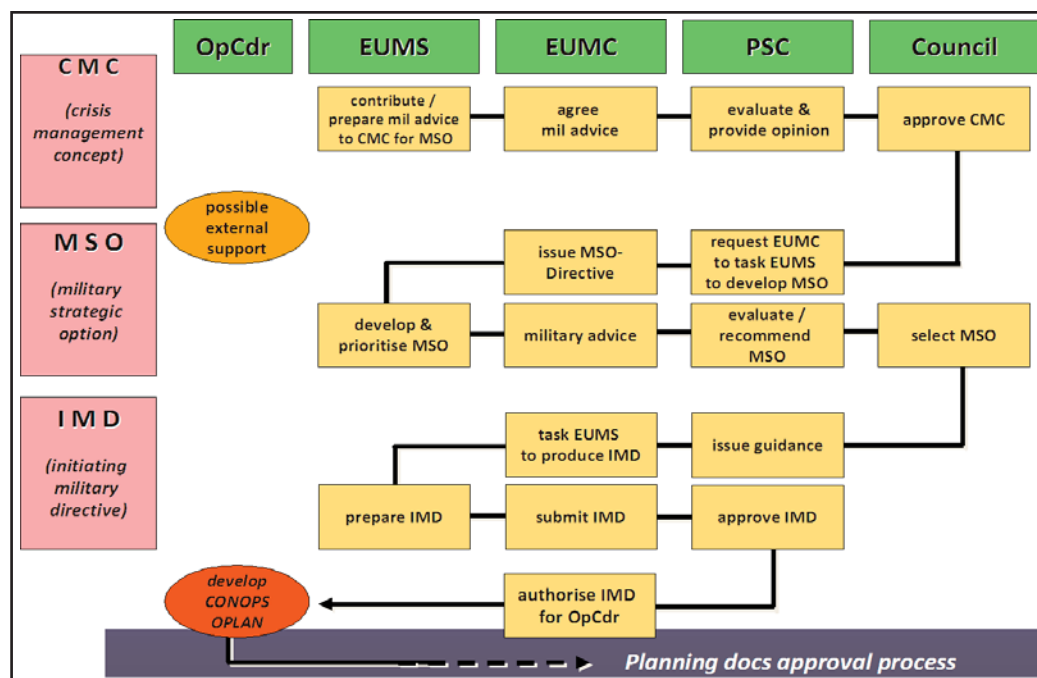 OpCdr
EUMS
EUMC
PSC
Council
C M C
(crisis
management
concept)
contribute /
prepare mil advice
to CMC for MSO
agree
mil advice
evaluate &
provide opinion
approve CMC
possible
external
support
M S O
(military
strategic
option)
issue MSO-
Directive
request EUMC
to task EUMS
to develop MSO
develop &
prioritise MSO
military advice
evaluate /
recommend
MSO
select MSO
I M D
(initiating
military
directive)
task EUMS
to produce IMD
issue guidance
prepare IMD
submit IMD
approve IMD
develop
CONOPS
OPLAN
authorise IMD
for OpCdr
Planning docs approval process